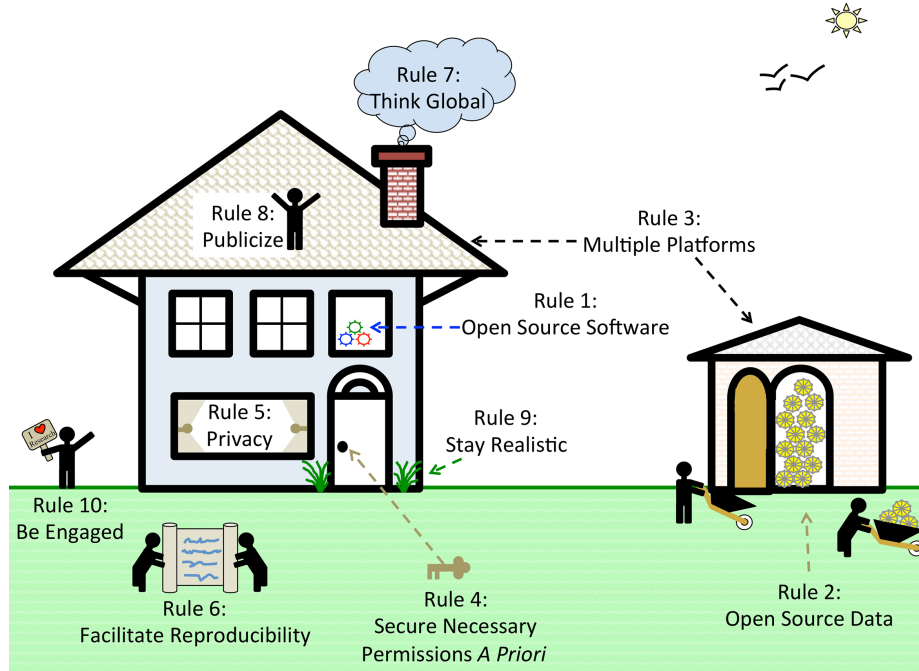 Rule 7:
Think Global
Rule 8:
Publicize
Rule 3:
Multiple Platforms
Rule 1:
Open Source Software
Rule 5:
Privacy
Rule 9:
Stay Realistic
I
Research
Rule 10:
Be Engaged
Rule 6:
Facilitate Reproducibility
Rule 4:
Secure Necessary
Permissions A Priori
Rule 2:
Open Source Data